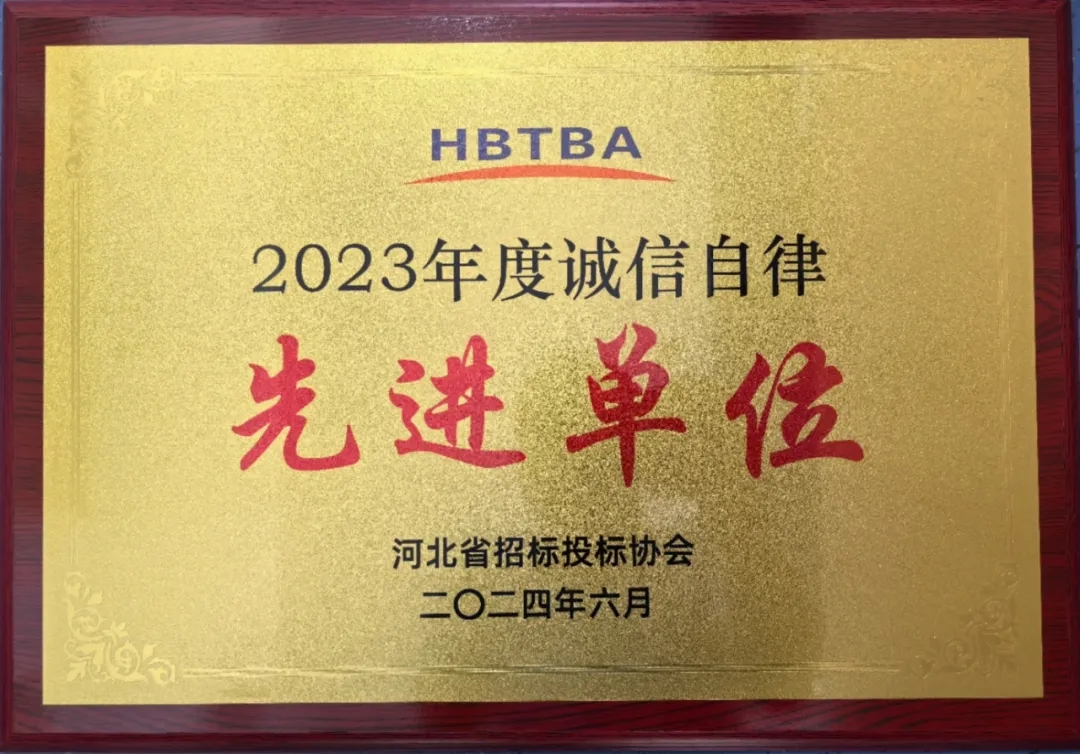 HBTBA
2023年度诚信自律
先进单位
河北省招标投标协会
二〇二四年六月